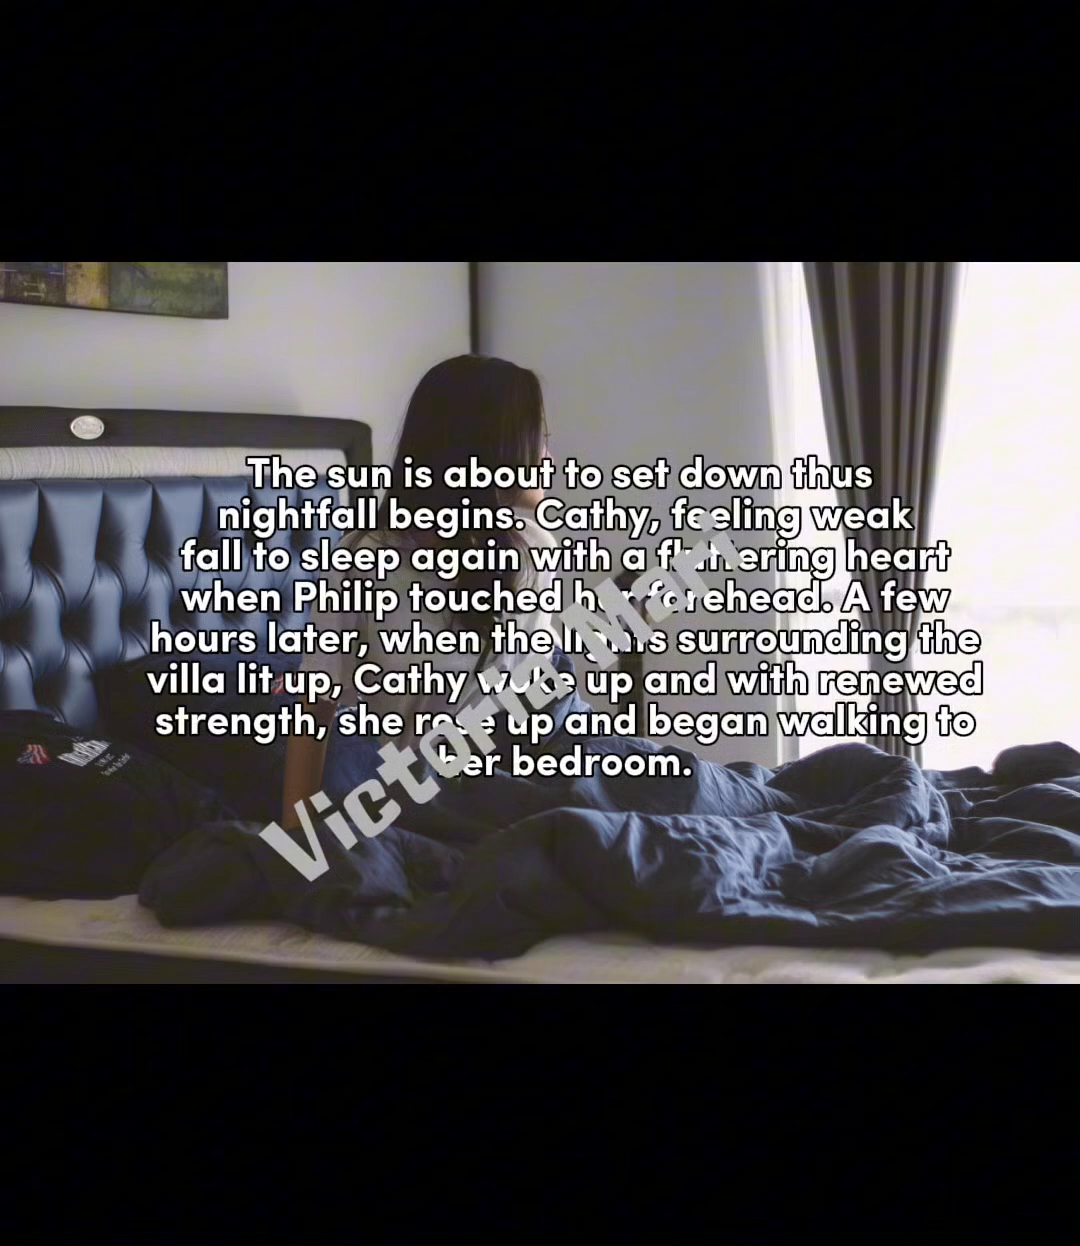 The sun is about to set down thus
nightfall begins. Cathy, feeling weak
fall to sleep again with a fluttering heart
when Philip touched her forehead. A few
hours later, when the lights surrounding the
villa lit up, Cathy woke up and with renewed
strength, she rose up and began walking to
her bedroom.
Victoria Mari